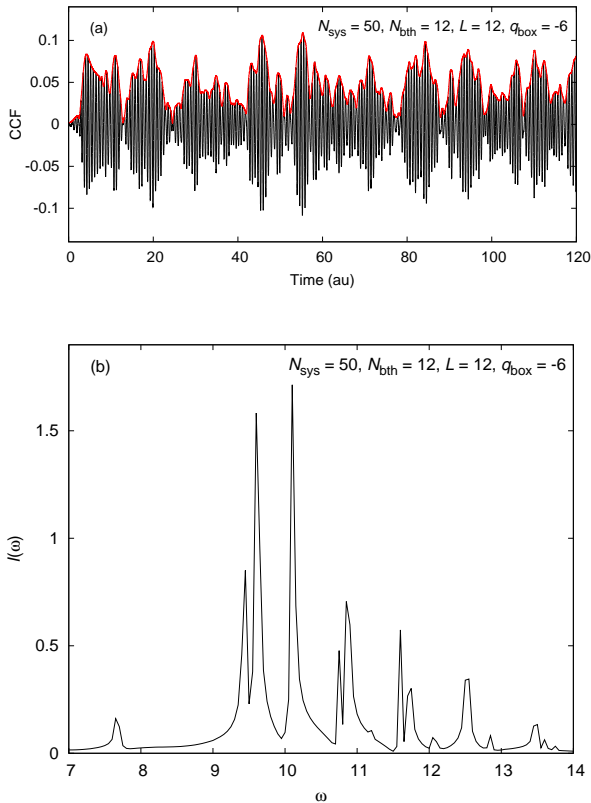 (a)
N_sys = 50, N_bth = 12, L = 12, q_box = -6
0.1
0.05
0
-0.05
-0.1
CCF
0 20 40 60 80 100 120
Time (au)
(b)
N_sys = 50, N_bth = 12, L = 12, q_box = -6
1.5
1
0.5
0
I(ω)
7 8 9 10 11 12 13 14
ω